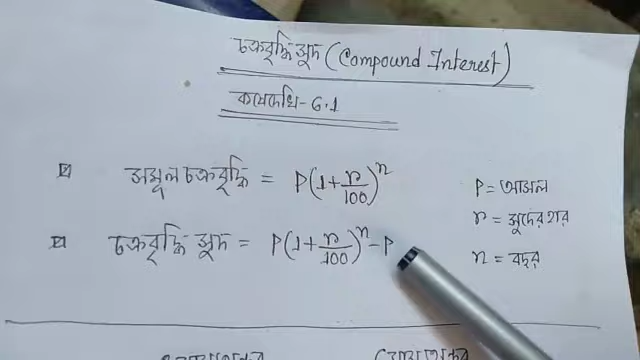 চক্রবৃদ্ধি সুদ (Compound Interest)
কষে দেখি - 6.1
সমূল চক্রবৃদ্ধি = P(1+r/100)^n
P = আসল
r = সুদের হার
চক্রবৃদ্ধি সুদ = P(1+r/100)^n - P
n = বছর